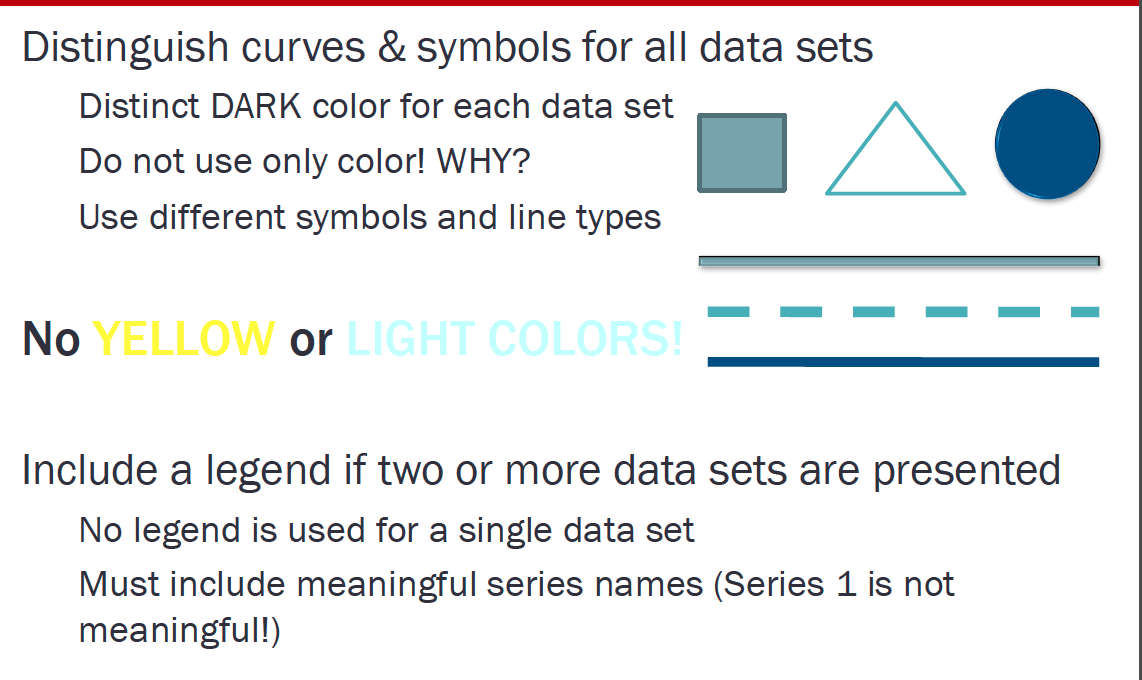 Distinguish curves & symbols for all data sets
Distinct DARK color for each data set
Do not use only color! WHY?
Use different symbols and line types
No YELLOW or LIGHT COLORS!
Include a legend if two or more data sets are presented
No legend is used for a single data set
Must include meaningful series names (Series 1 is not
meaningful!)